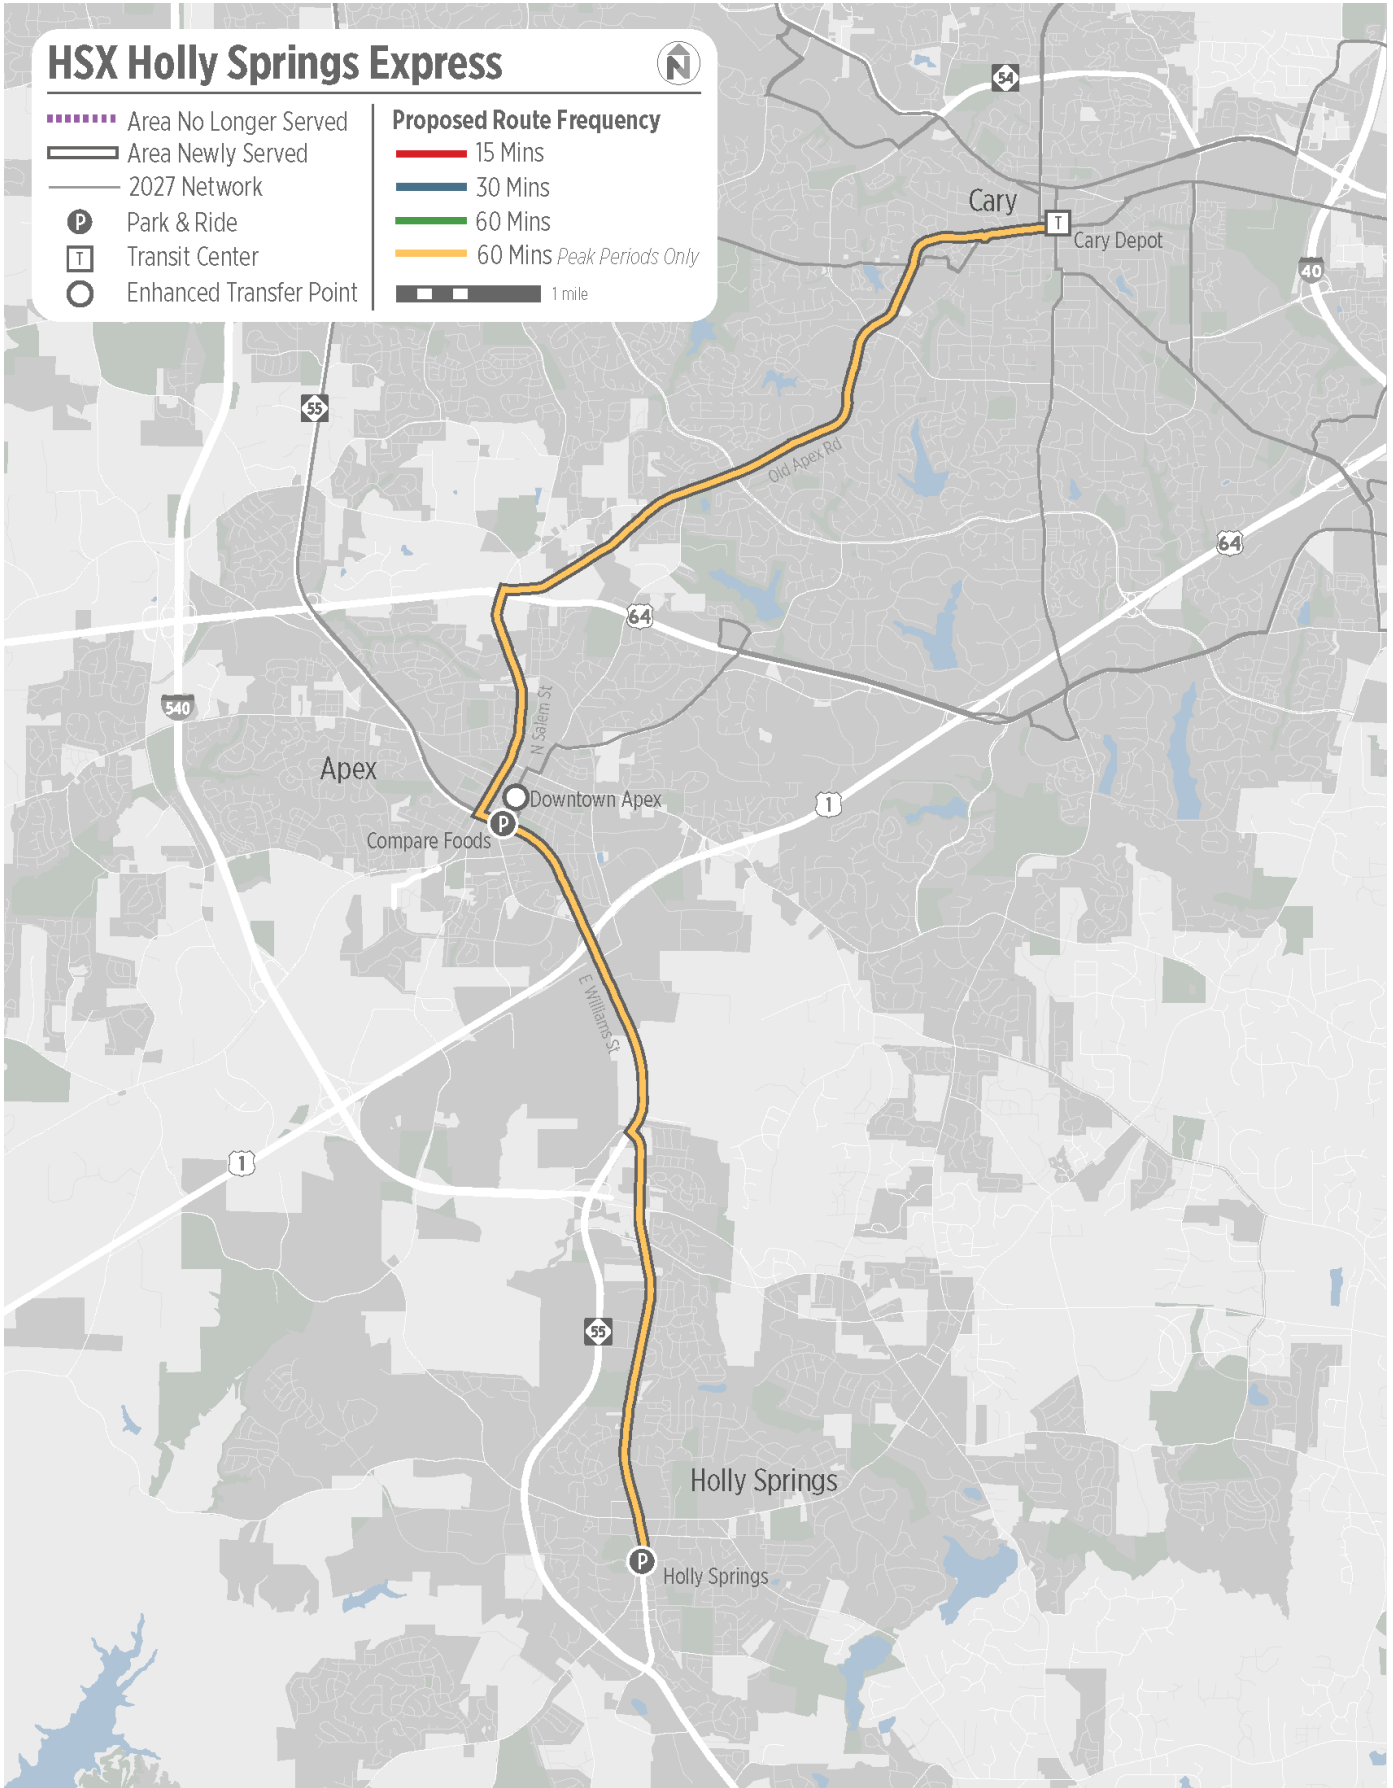 HSX Holly Springs Express
N
Area No Longer Served
Area Newly Served
2027 Network
P Park & Ride
T Transit Center
Enhanced Transfer Point
Proposed Route Frequency
15 Mins
30 Mins
60 Mins
60 Mins Peak Periods Only
1 mile
54
Cary
T
Cary Depot
40
55
Old Apex Rd
64
64
540
N Salem St
Apex
Downtown Apex
1
P
Compare Foods
E Williams St
1
55
Holly Springs
P
Holly Springs